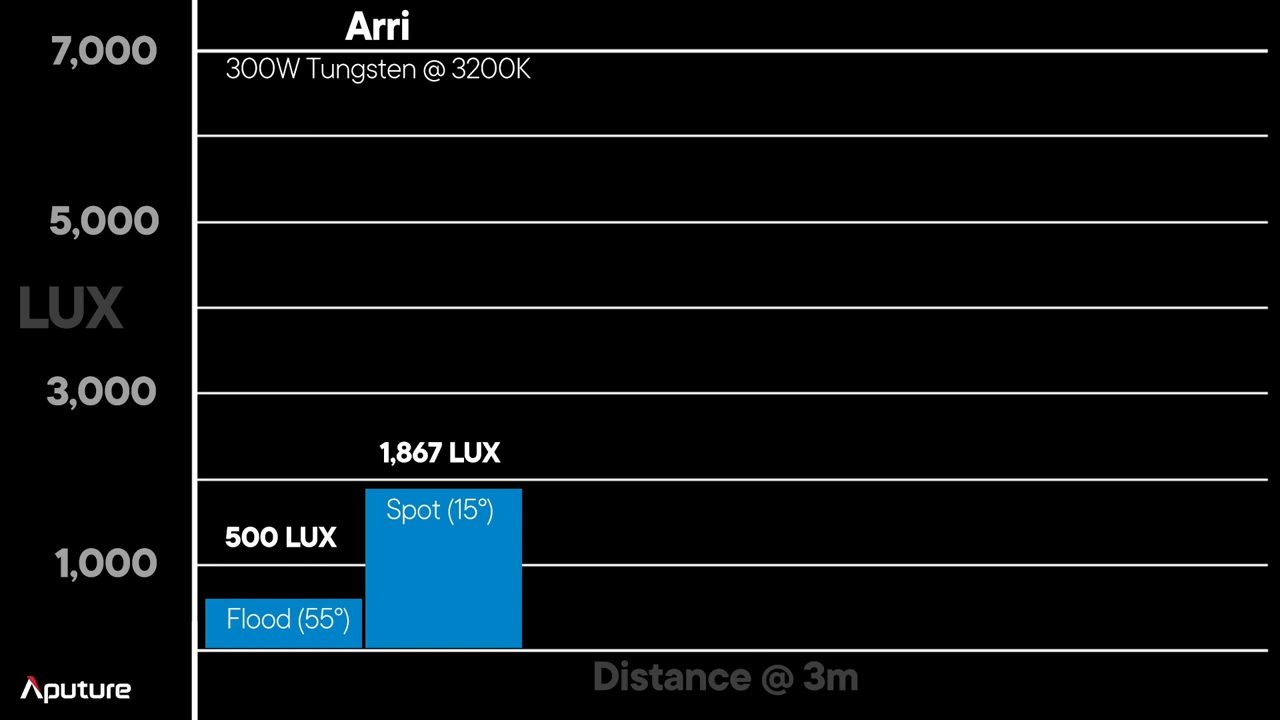 Arri
7,000
300W Tungsten @ 3200K
5,000
LUX
3,000
1,867 LUX
Spot (15°)
500 LUX
1,000
Flood (55°)
Distance @ 3m
Aputure